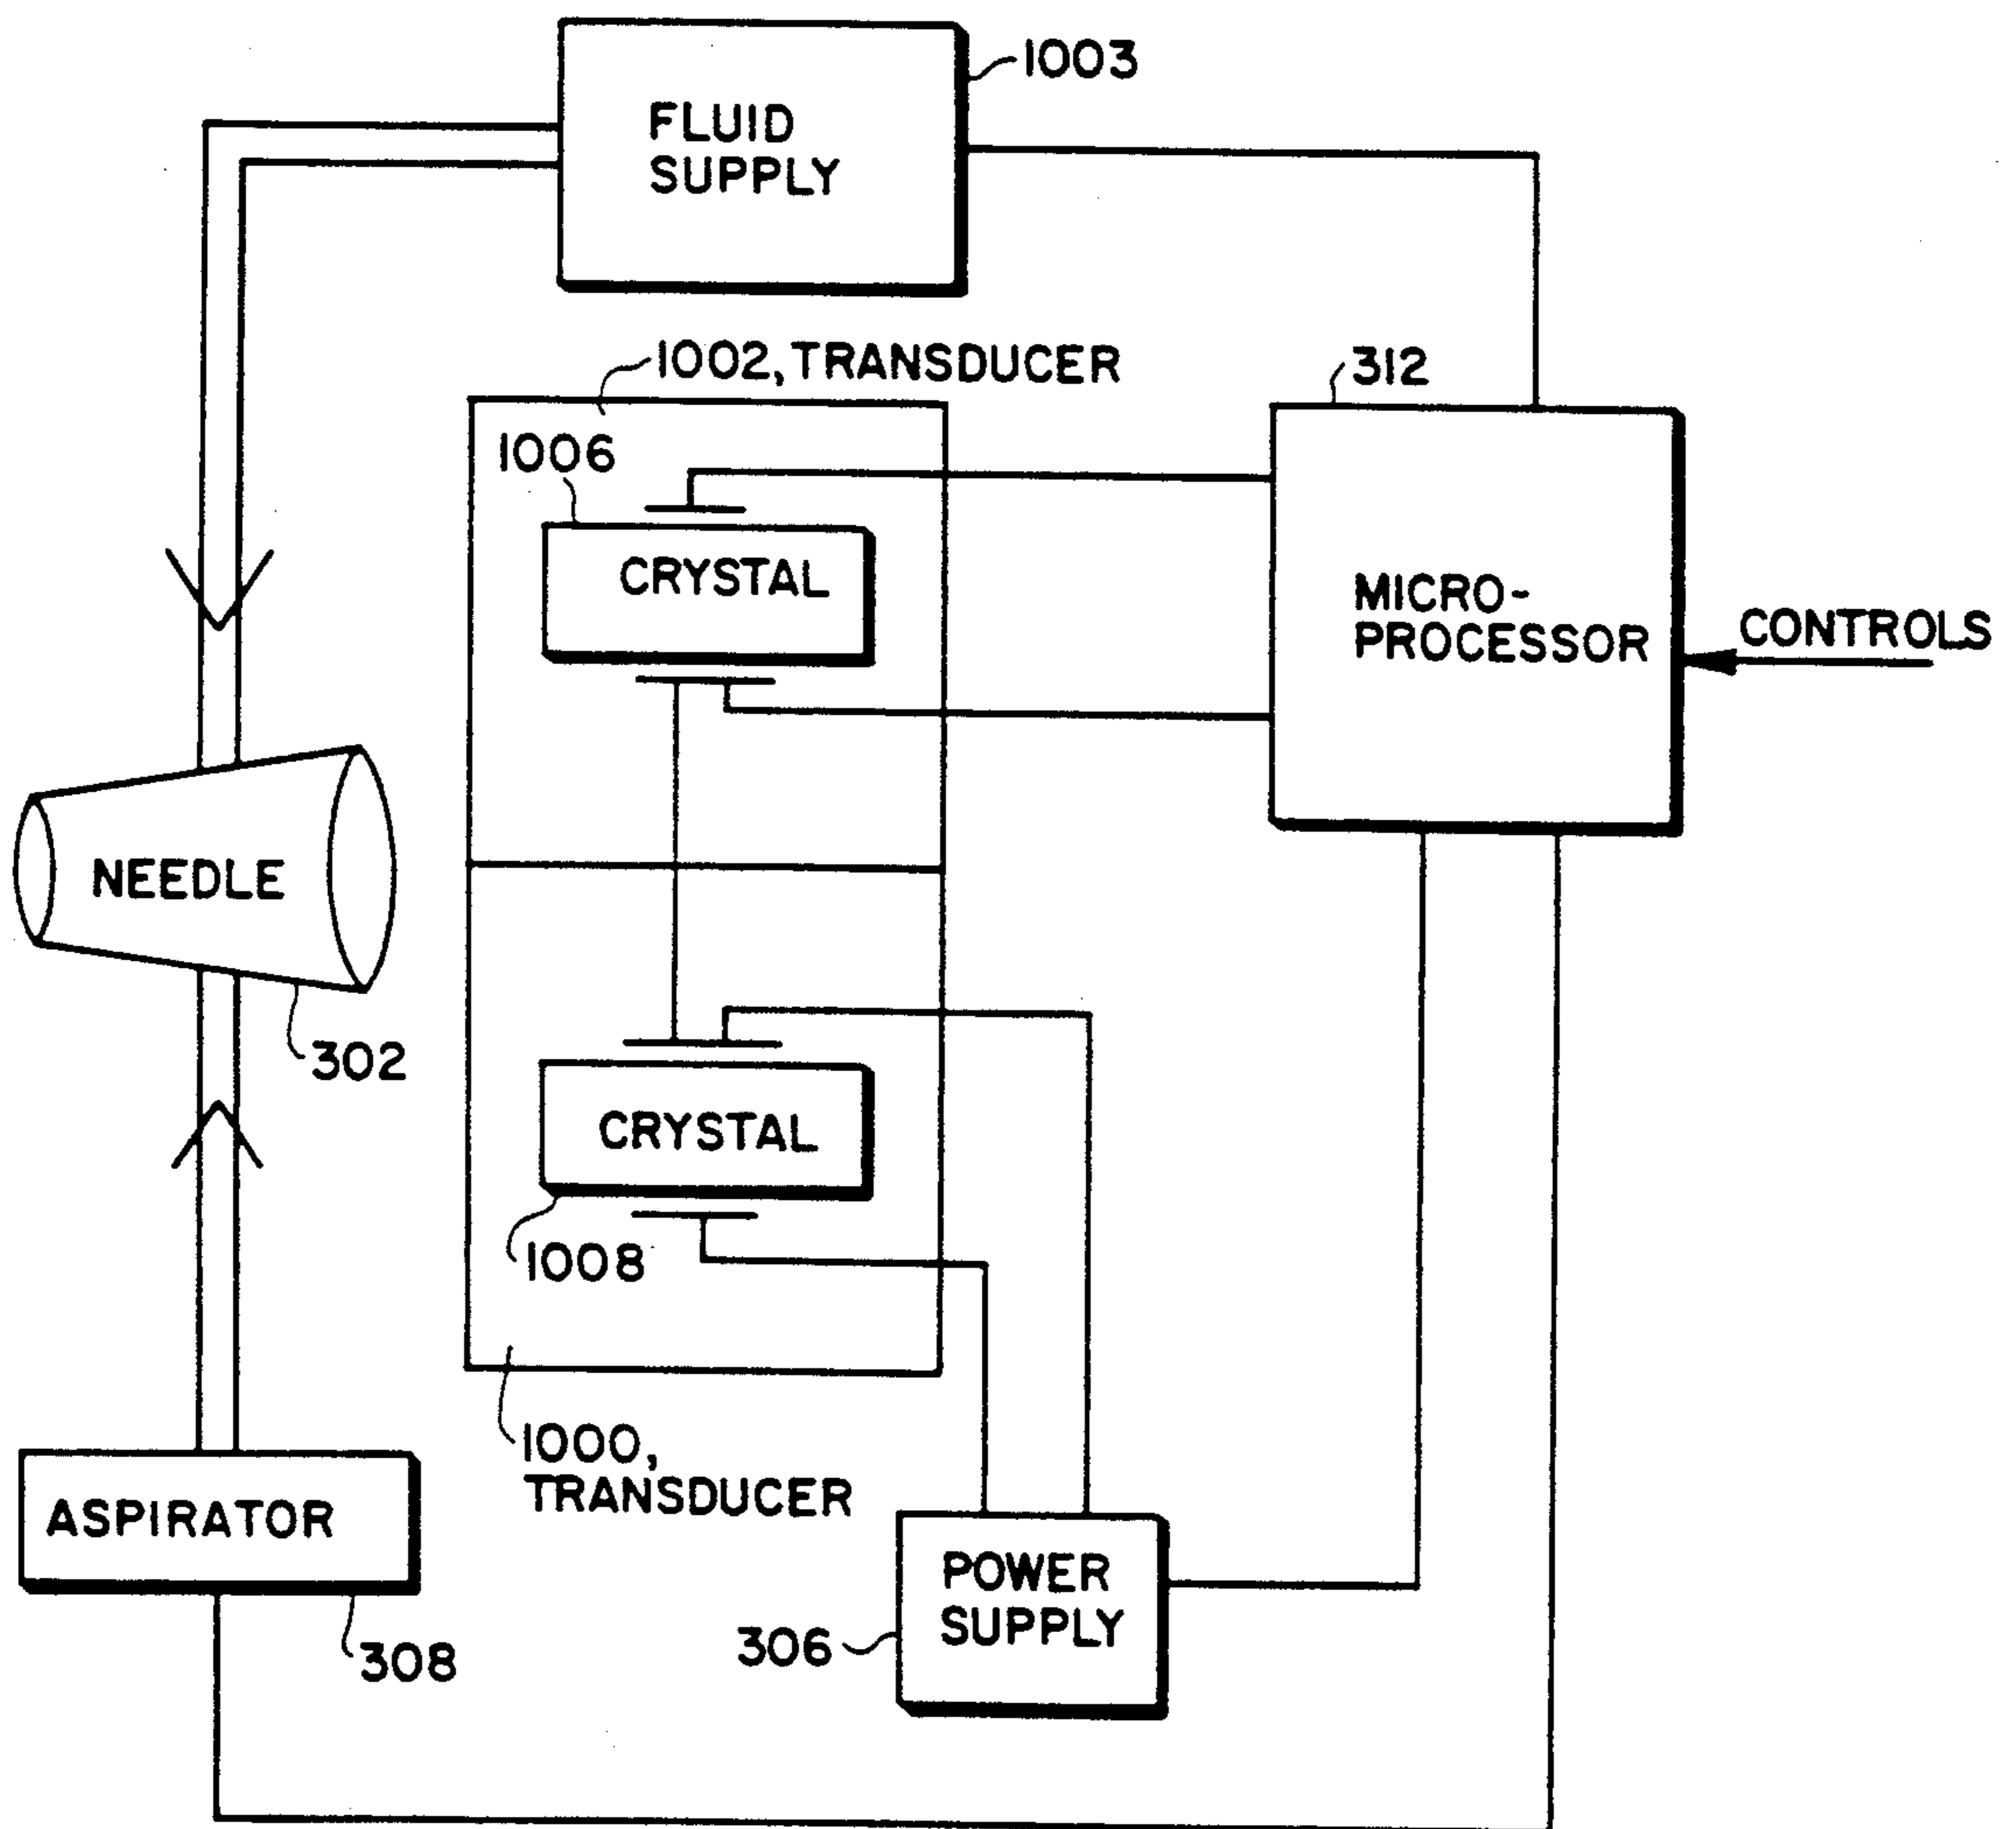 1003
FLUID
SUPPLY
1002, TRANSDUCER
312
1006
CRYSTAL
MICRO-
PROCESSOR
CONTROLS
NEEDLE
302
CRYSTAL
1008
1000,
TRANSDUCER
ASPIRATOR
308
POWER
SUPPLY
306